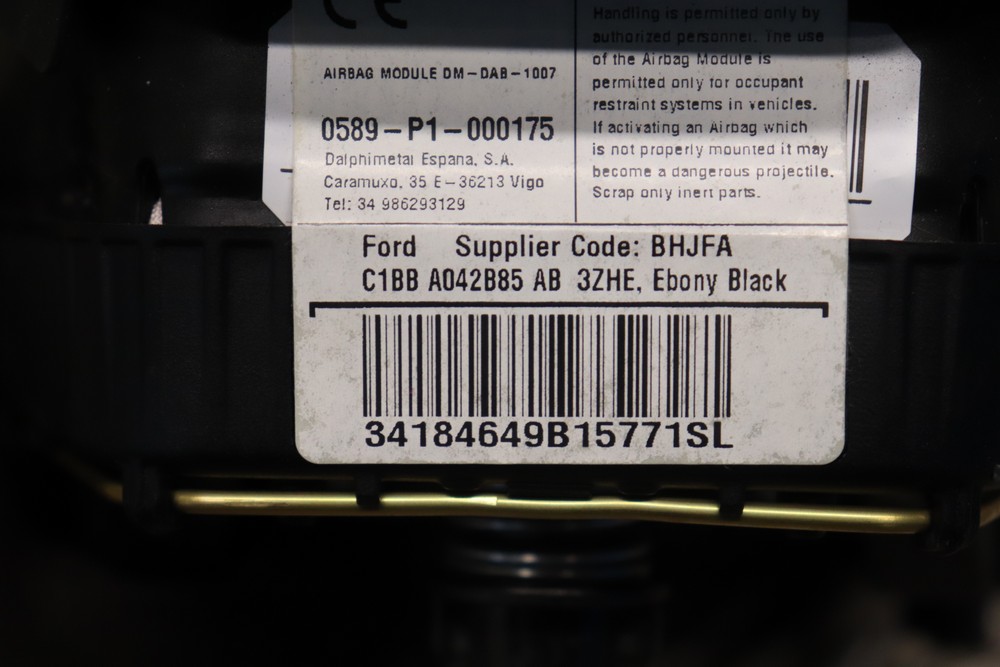 CE
AIRBAG MODULE DM-DAB-1007
0589-P1-000175
Dalphimetal Espana, S.A.
Caramuxo, 35 E-36213 Vigo
Tel: 34 986293129
Handling is permitted only by
authorized personnel. The use
of the Airbag Module is
permitted only for occupant
restraint systems in vehicles.
If activating an Airbag which
is not properly mounted it may
become a dangerous projectile.
Scrap only inert parts.
Ford Supplier Code: BHJFA
C1BB A042B85 AB 3ZHE, Ebony Black
34184649B15771SL